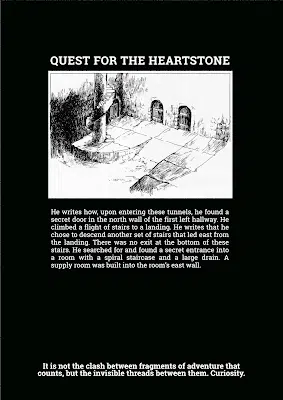 QUEST FOR THE HEARTSTONE
He writes how, upon entering these tunnels, he found a
secret door in the north wall of the first left hallway. He
climbed a flight of stairs to a landing. He writes that he
chose to descend another set of stairs that led east from
the landing. There was no exit at the bottom of these
stairs. He searched for and found a secret entrance into
a room with a spiral staircase and a large drain. A
supply room was built into the room's east wall.
It is not the clash between fragments of adventure that
counts, but the invisible threads between them. Curiosity.